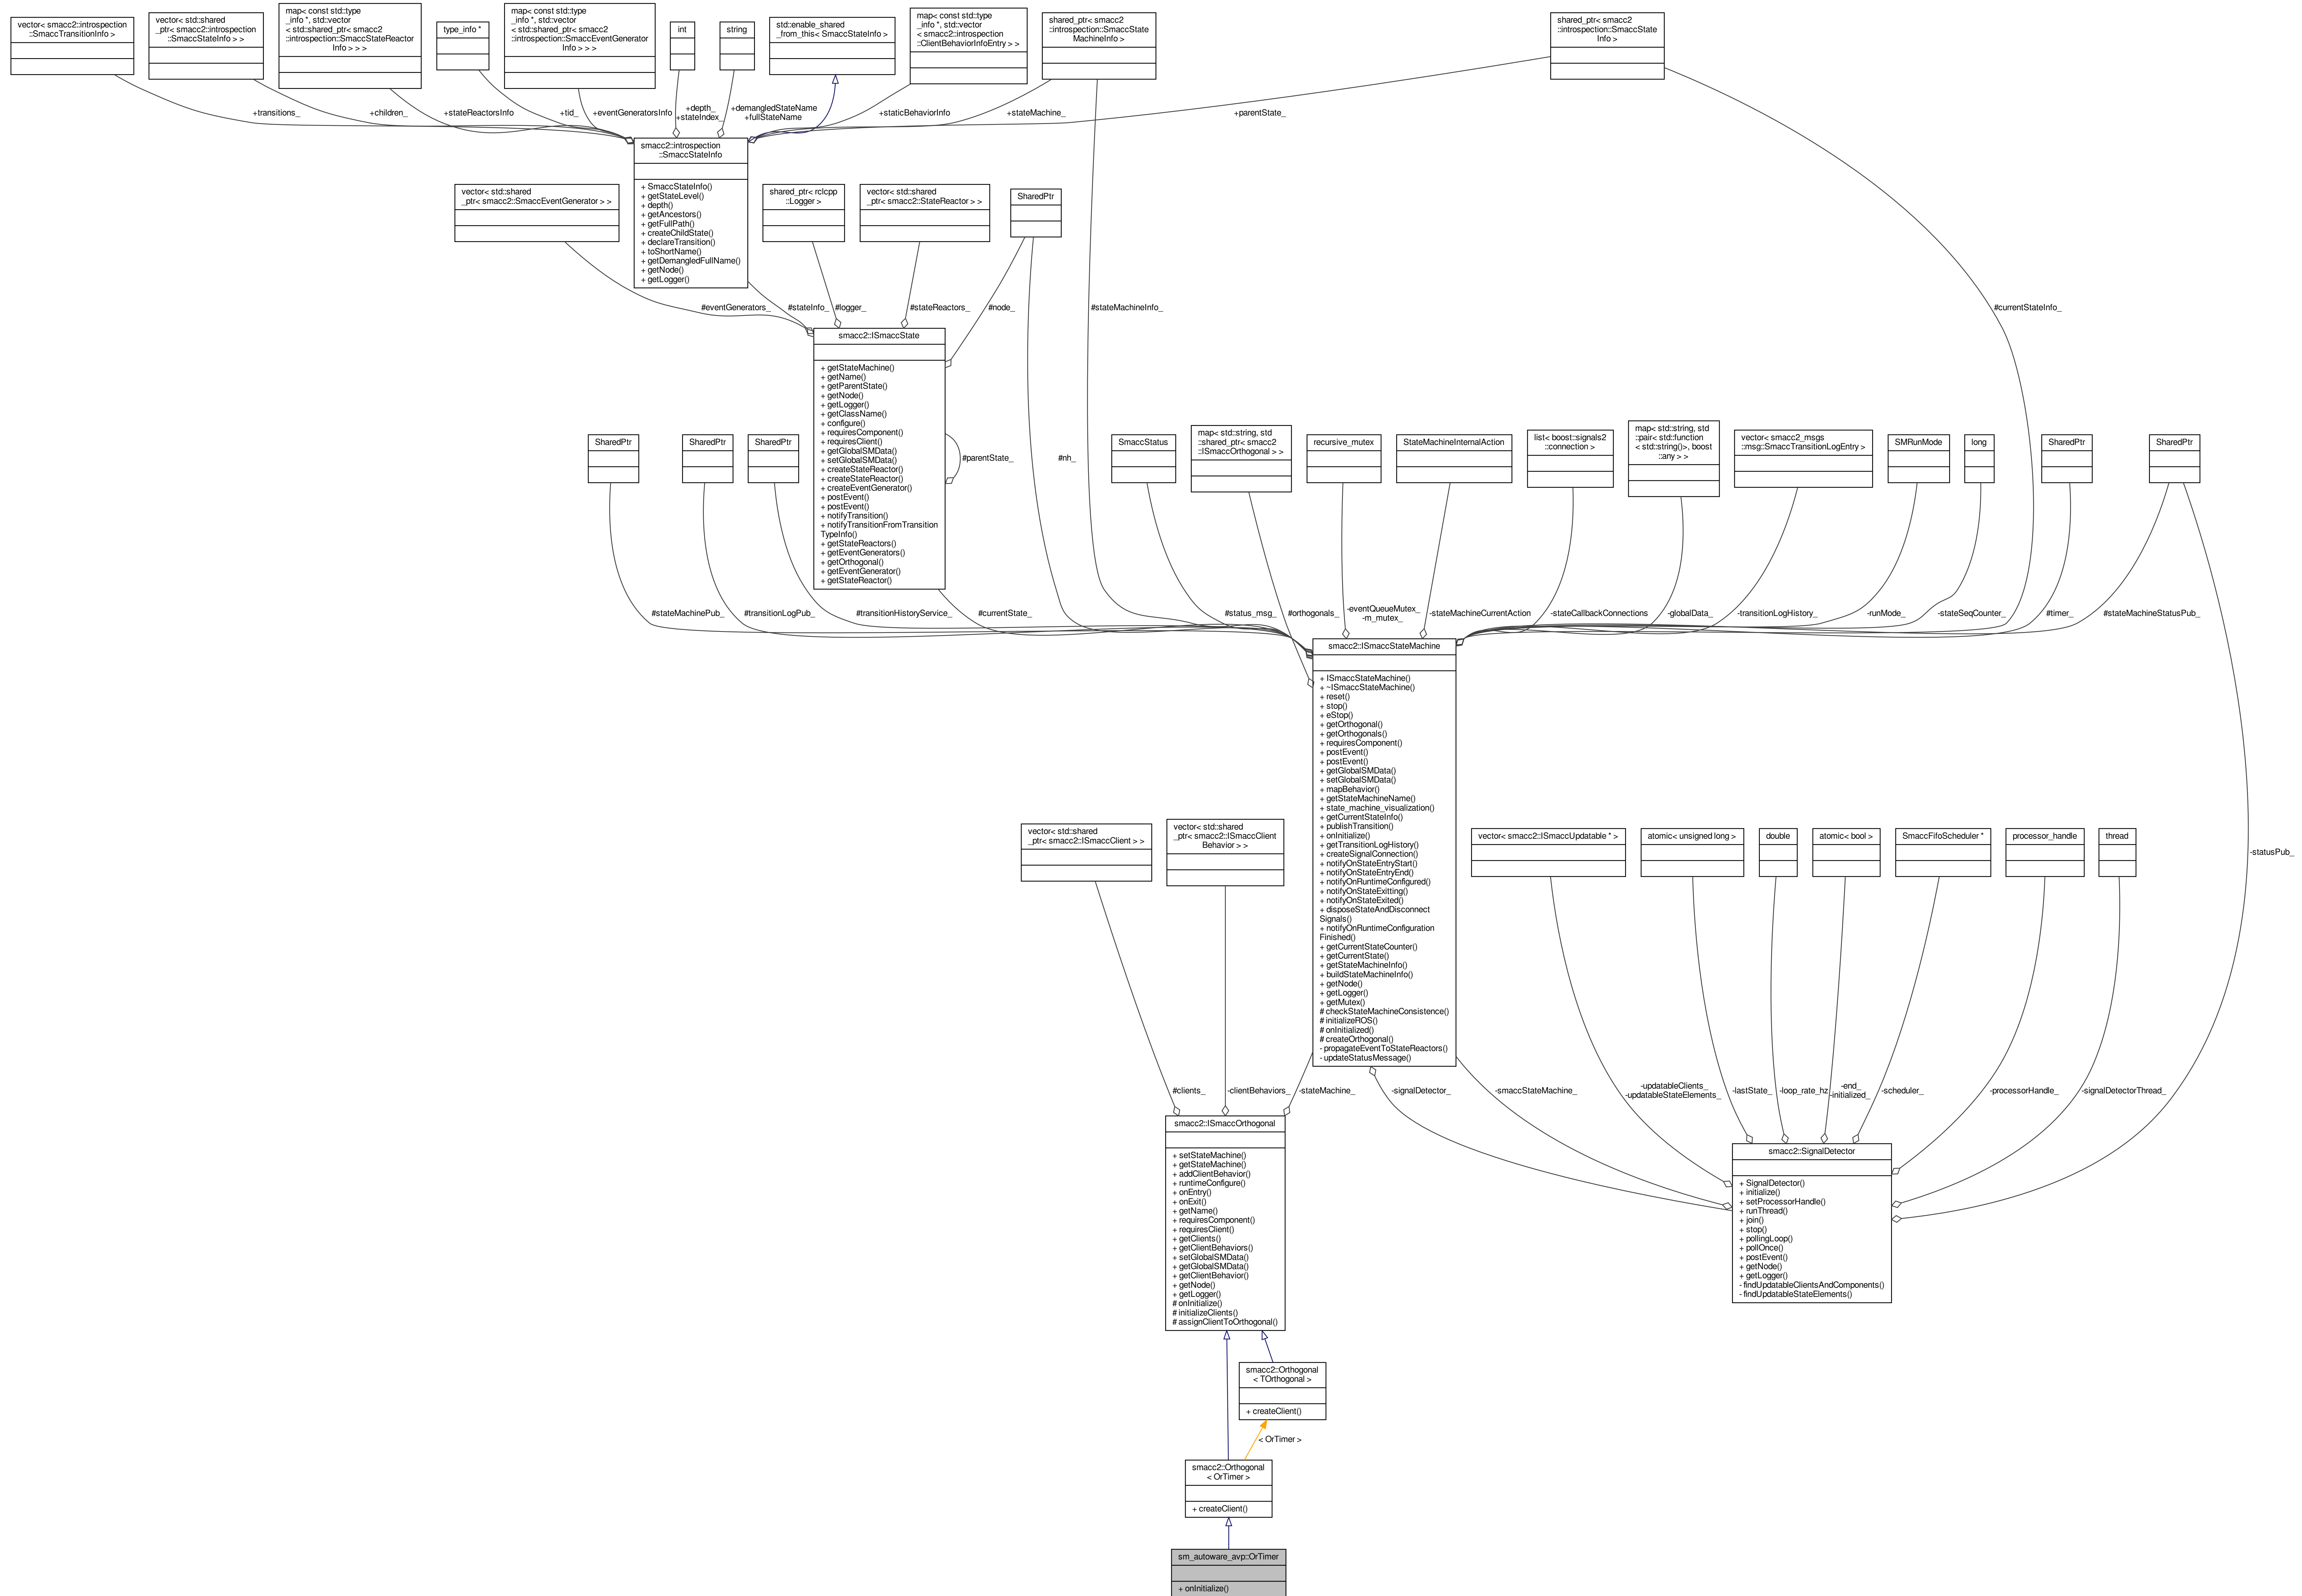 vector< smacc2::introspection
::SmaccTransitionInfo >
vector< std::shared
_ptr< smacc2::introspection
::SmaccStateInfo > >
map< const std::type
_info *, std::vector
< std::shared_ptr< smacc2
::introspection::SmaccStateReactor
Info > > >
type_info *
map< const std::type
_info *, std::vector
< std::shared_ptr< smacc2
::introspection::SmaccEventGenerator
Info > > >
int
string
std::enable_shared
_from_this< SmaccStateInfo >
map< const std::type
_info *, std::vector
< smacc2::introspection
::ClientBehaviorInfoEntry > >
shared_ptr< smacc2
::introspection::SmaccState
MachineInfo >
shared_ptr< smacc2
::introspection::SmaccState
Info >
+transitions_
+children_
+stateReactorsInfo
+tid_
+eventGeneratorsInfo
+depth_
+stateIndex_
+demangledStateName
+fullStateName
+staticBehaviorInfo
+stateMachine_
+parentState_
smacc2::introspection
::SmaccStateInfo
+ SmaccStateInfo()
+ getStateLevel()
+ depth()
+ getAncestors()
+ getFullPath()
+ createChildState()
+ declareTransition()
+ toShortName()
+ getDemangledFullName()
+ getNode()
+ getLogger()
vector< std::shared
_ptr< smacc2::SmaccEventGenerator > >
shared_ptr< rclcpp
::Logger >
vector< std::shared
_ptr< smacc2::StateReactor > >
SharedPtr
#eventGenerators_
#stateInfo_
#logger_
#stateReactors_
#node_
#stateMachineInfo_
#currentStateInfo_
smacc2::ISmaccState
+ getStateMachine()
+ getName()
+ getParentState()
+ getNode()
+ getLogger()
+ getClassName()
+ configure()
+ requiresComponent()
+ requiresClient()
+ getGlobalSMData()
+ setGlobalSMData()
+ createStateReactor()
+ createStateReactor()
+ createEventGenerator()
+ postEvent()
+ postEvent()
+ notifyTransition()
+ notifyTransitionFromTransition
TypeInfo()
+ getStateReactors()
+ getEventGenerators()
+ getOrthogonal()
+ getEventGenerator()
+ getStateReactor()
#parentState_
#nh_
SharedPtr
SharedPtr
SharedPtr
SmaccStatus
map< std::string, std
::shared_ptr< smacc2
::ISmaccOrthogonal > >
recursive_mutex
StateMachineInternalAction
list< boost::signals2
::connection >
map< std::string, std
::pair< std::function
< std::string()>, boost
::any > >
vector< smacc2_msgs
::msg::SmaccTransitionLogEntry >
SMRunMode
long
SharedPtr
SharedPtr
#stateMachinePub_
#transitionLogPub_
#transitionHistoryService_
#currentState_
#status_msg_
#orthogonals_
-eventQueueMutex_
-m_mutex_
-stateMachineCurrentAction
-stateCallbackConnections
-globalData_
-transitionLogHistory_
-runMode_
-stateSeqCounter_
#timer_
#stateMachineStatusPub_
smacc2::ISmaccStateMachine
+ ISmaccStateMachine()
+ ~ISmaccStateMachine()
+ reset()
+ stop()
+ eStop()
+ getOrthogonal()
+ getOrthogonals()
+ requiresComponent()
+ postEvent()
+ postEvent()
+ getGlobalSMData()
+ setGlobalSMData()
+ mapBehavior()
+ getStateMachineName()
+ state_machine_visualization()
+ getCurrentStateInfo()
+ publishTransition()
+ onInitialize()
+ getTransitionLogHistory()
+ createSignalConnection()
+ notifyOnStateEntryStart()
+ notifyOnStateEntryEnd()
+ notifyOnRuntimeConfigured()
+ notifyOnStateExitting()
+ notifyOnStateExited()
+ disposeStateAndDisconnect
Signals()
+ notifyOnRuntimeConfiguration
Finished()
+ getCurrentStateCounter()
+ getCurrentState()
+ getStateMachineInfo()
+ buildStateMachineInfo()
+ getNode()
+ getLogger()
+ getMutex()
# checkStateMachineConsistence()
# initializeROS()
# onInitialized()
# createOrthogonal()
- propagateEventToStateReactors()
- updateStatusMessage()
vector< std::shared
_ptr< smacc2::ISmaccClient > >
vector< std::shared
_ptr< smacc2::ISmaccClient
Behavior > >
vector< smacc2::ISmaccUpdatable * >
atomic< unsigned long >
double
atomic< bool >
SmaccFifoScheduler *
processor_handle
thread
-statusPub_
#clients_
-clientBehaviors_
-stateMachine_
-signalDetector_
-smaccStateMachine_
-updatableClients_
-updatableStateElements_
-lastState_
-loop_rate_hz
-end_
-initialized_
-scheduler_
-processorHandle_
-signalDetectorThread_
smacc2::ISmaccOrthogonal
+ setStateMachine()
+ getStateMachine()
+ addClientBehavior()
+ runtimeConfigure()
+ onEntry()
+ onExit()
+ getName()
+ requiresComponent()
+ requiresClient()
+ getClients()
+ getClientBehaviors()
+ setGlobalSMData()
+ getGlobalSMData()
+ getClientBehavior()
+ getNode()
+ getLogger()
# onInitialize()
# initializeClients()
# assignClientToOrthogonal()
smacc2::SignalDetector
+ SignalDetector()
+ initialize()
+ setProcessorHandle()
+ runThread()
+ join()
+ stop()
+ pollingLoop()
+ pollOnce()
+ postEvent()
+ getNode()
+ getLogger()
- findUpdatableClientsAndComponents()
- findUpdatableStateElements()
smacc2::Orthogonal
< TOrthogonal >
+ createClient()
< OrTimer >
smacc2::Orthogonal
< OrTimer >
+ createClient()
sm_autoware_avp::OrTimer
+ onInitialize()